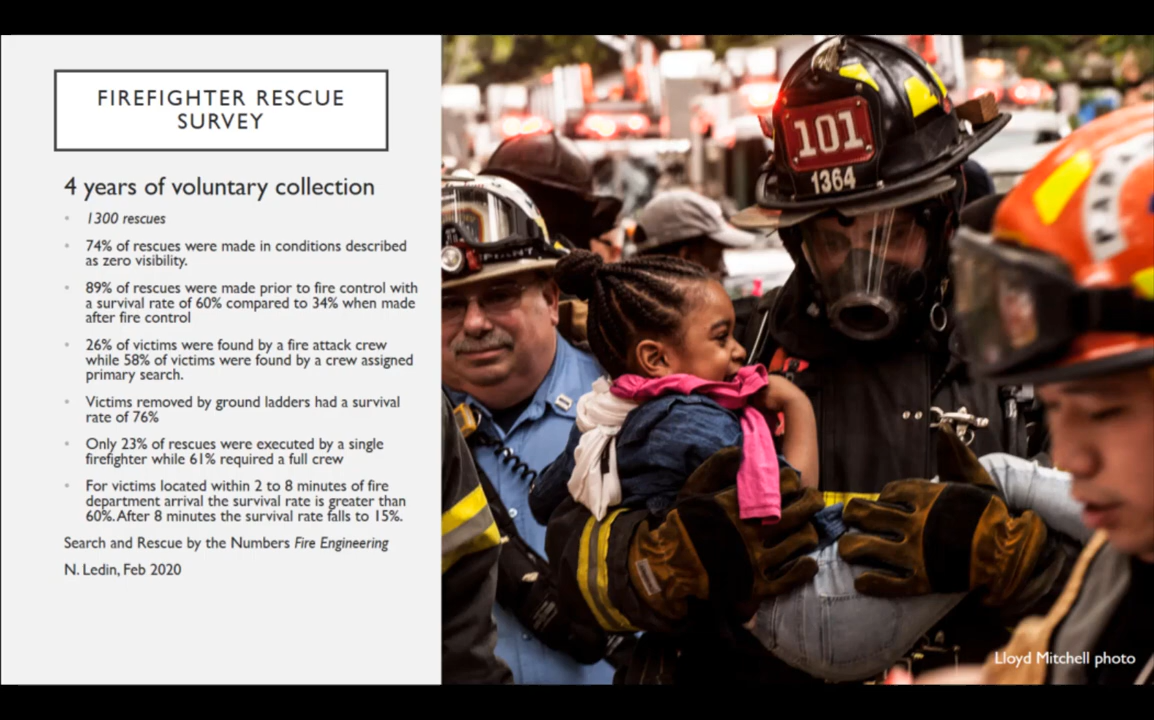 FIREFIGHTER RESCUE
SURVEY
4 years of voluntary collection
• 1300 rescues
• 74% of rescues were made in conditions described
as zero visibility.
• 89% of rescues were made prior to fire control with
a survival rate of 60% compared to 34% when made
after fire control
• 26% of victims were found by a fire attack crew
while 58% of victims were found by a crew assigned
primary search.
• Victims removed by ground ladders had a survival
rate of 76%
• Only 23% of rescues were executed by a single
firefighter while 61% required a full crew
• For victims located within 2 to 8 minutes of fire
department arrival the survival rate is greater than
60%. After 8 minutes the survival rate falls to 15%.
Search and Rescue by the Numbers Fire Engineering
N. Ledin, Feb 2020
101
1364
Lloyd Mitchell photo